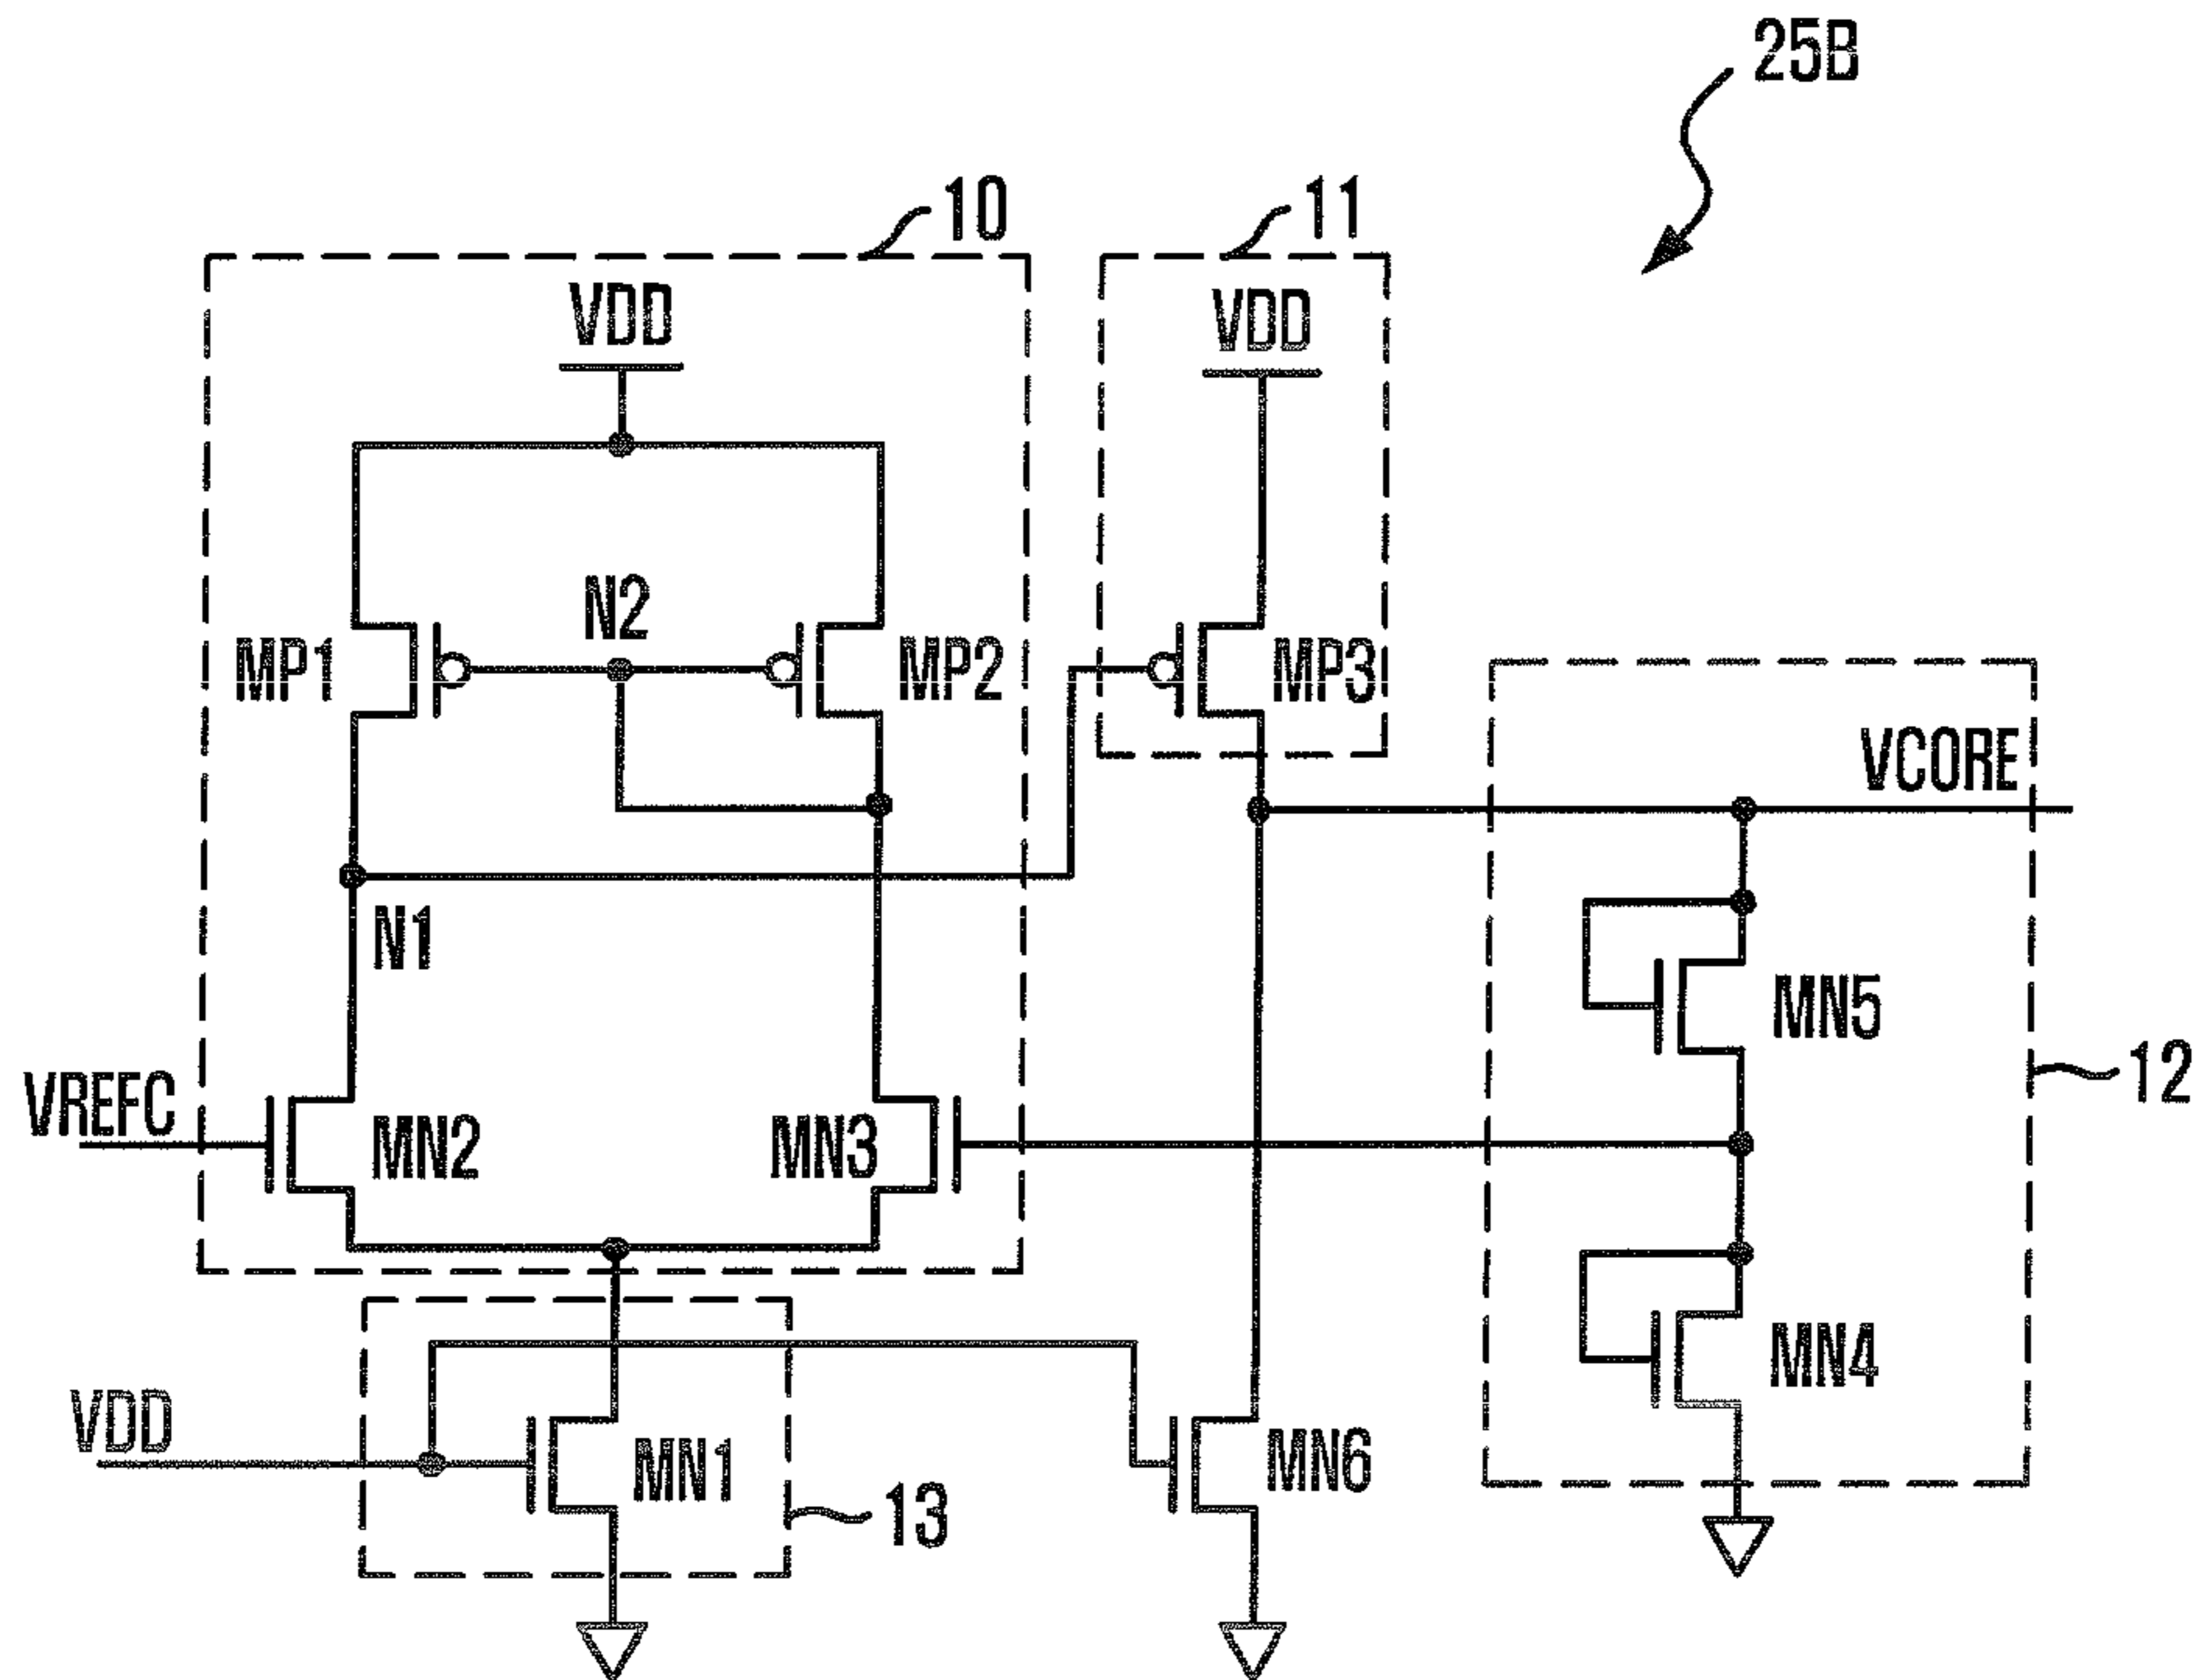 25B
10
11
VDD
VDD
N2
MP1
MP2
MP3
VCORE
N1
MN5
VREFC
MN2
MN3
12
MN4
VDD
MN1
MN6
13